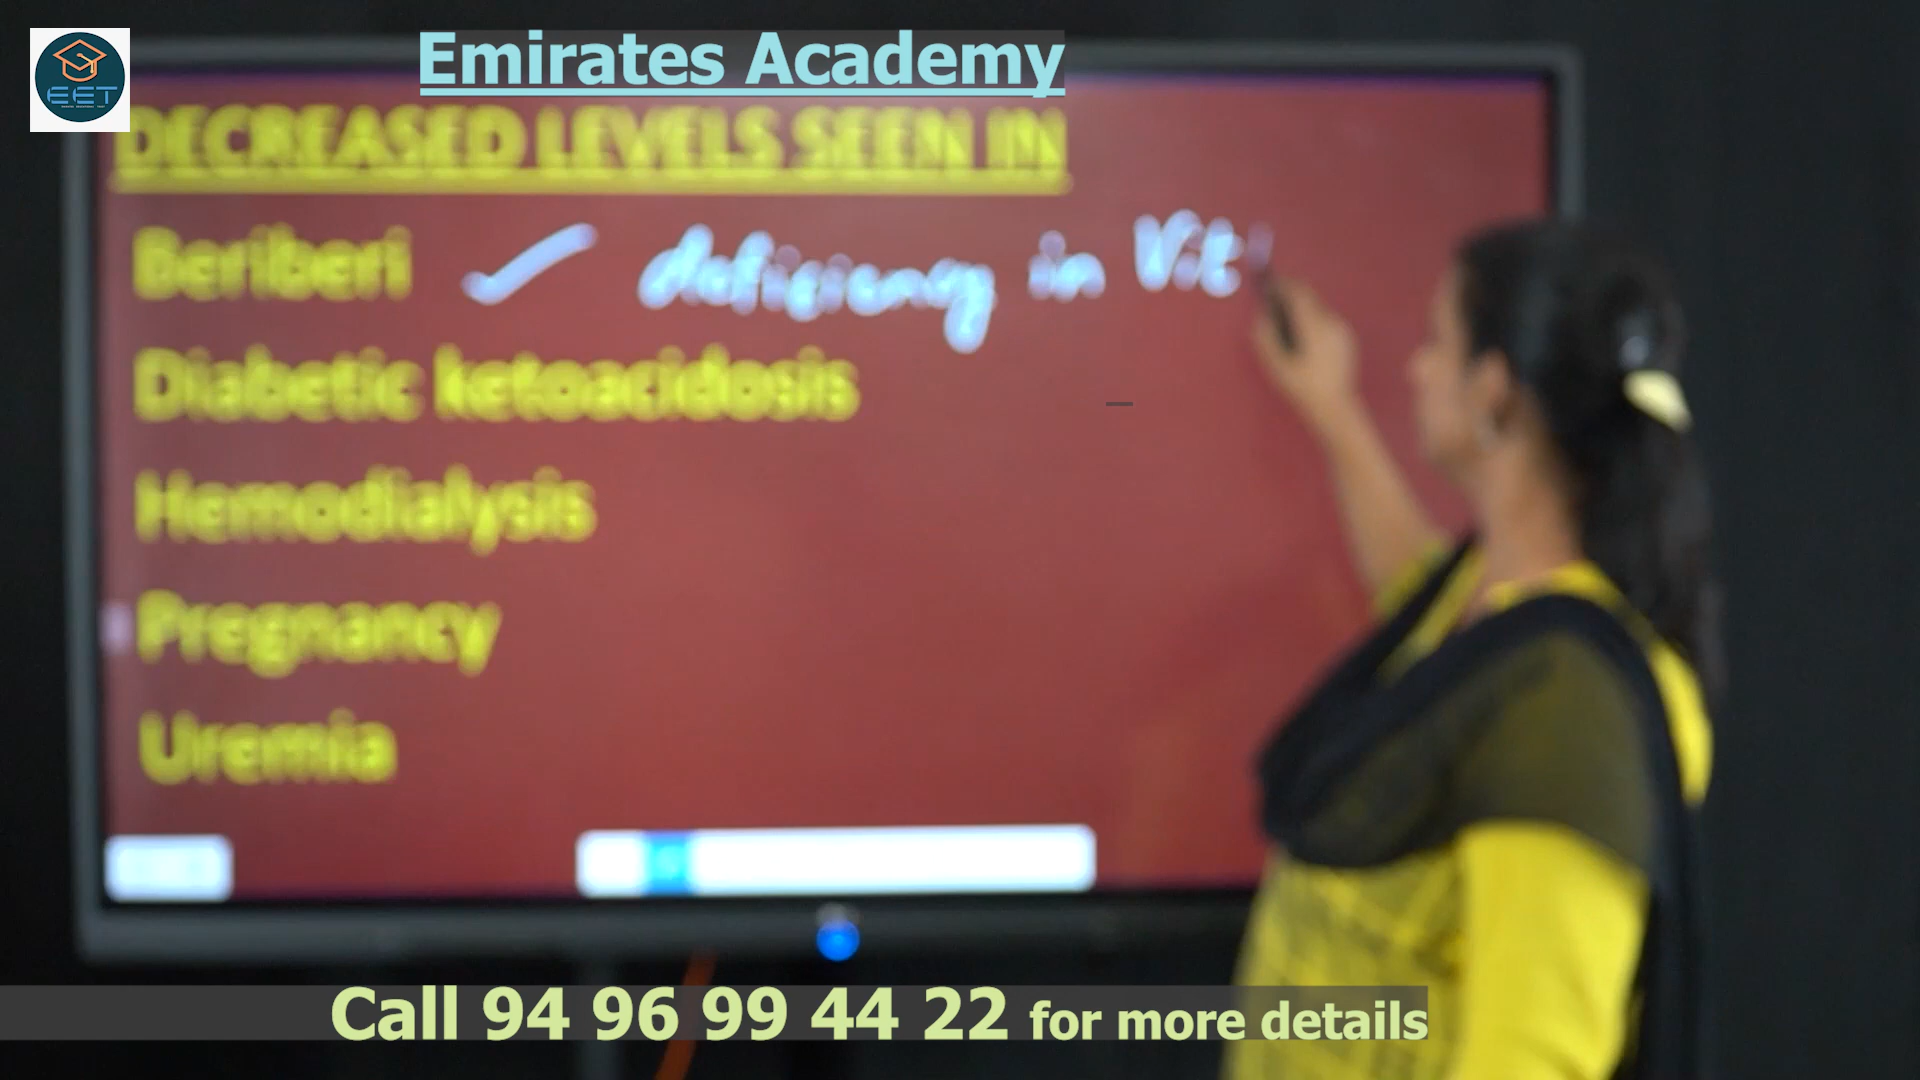 Emirates Academy
EET
DECREASED LEVELS SEEN IN
Beriberi ✓ deficiency in Vit
Diabetic ketoacidosis
Hemodialysis
Pregnancy
Uremia
Call 94 96 99 44 22 for more details